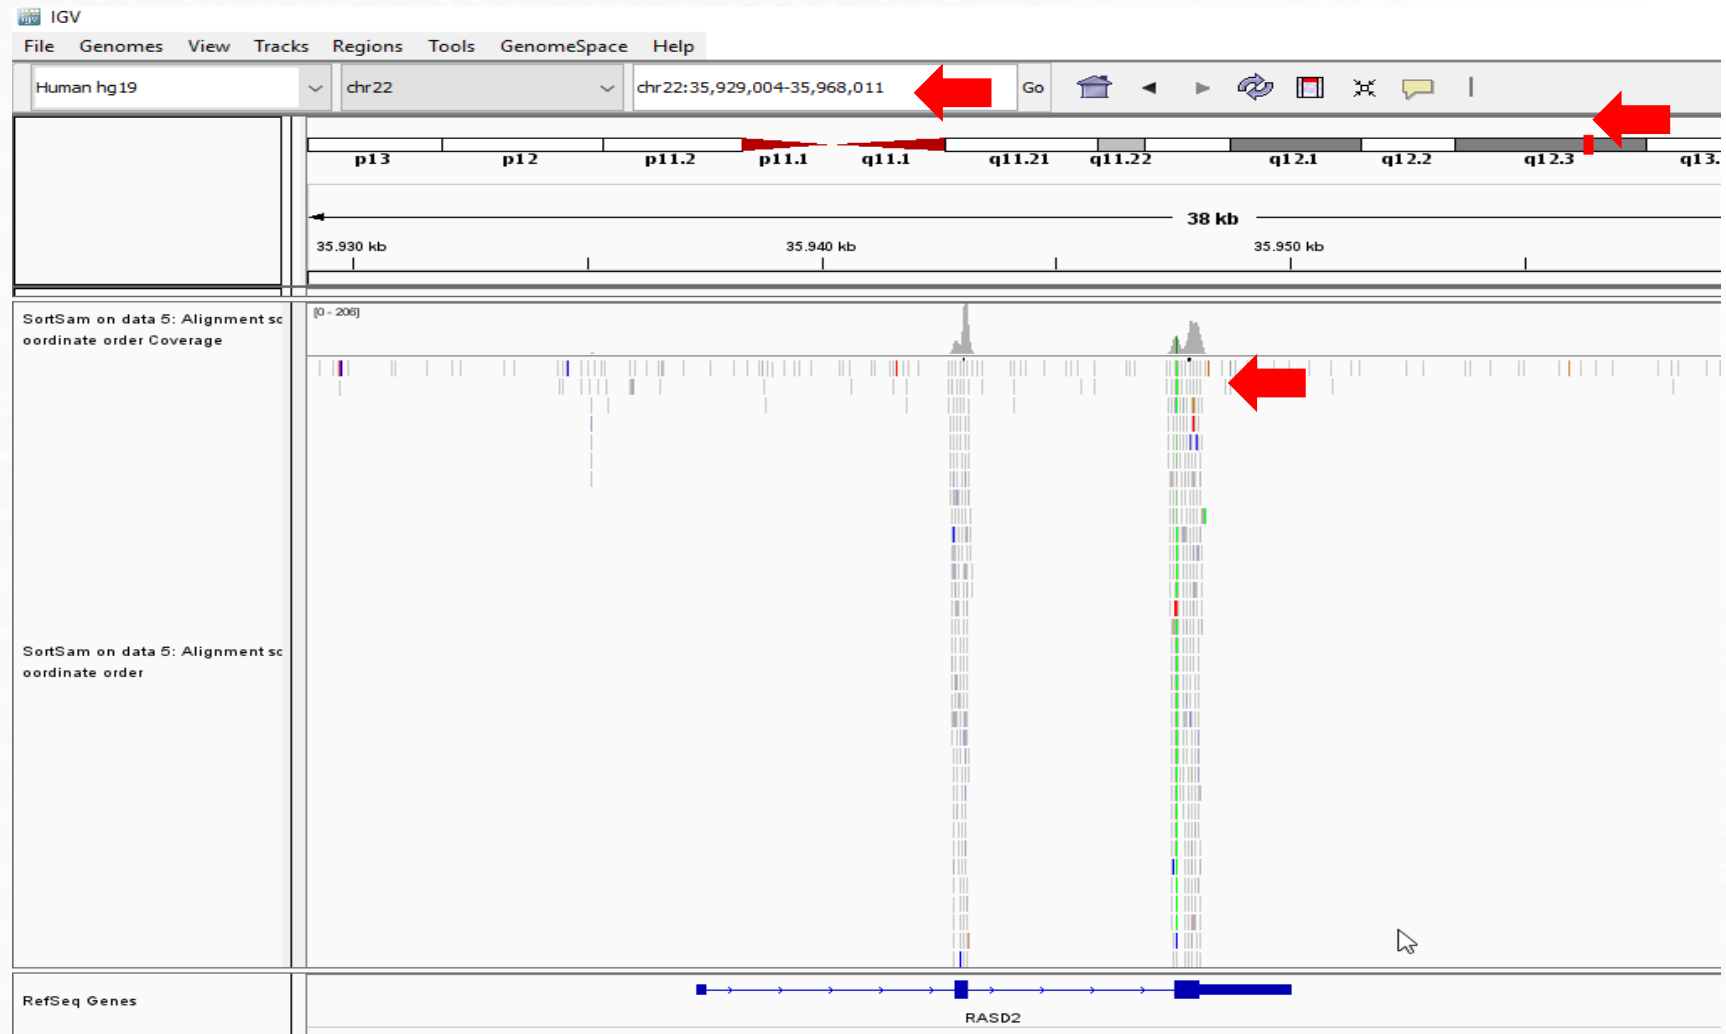 IGV
File Genomes View Tracks Regions Tools GenomeSpace Help
Human hg19 chr22 chr22:35,929,004-35,968,011 Go
p13 p12 p11.2 p11.1 q11.1 q11.21 q11.22 q12.1 q12.2 q12.3 q13.
38 kb
35.930 kb 35.940 kb 35.950 kb
[0 - 206]
SortSam on data 5: Alignment sc
oordinate order Coverage
SortSam on data 5: Alignment sc
oordinate order
RefSeq Genes
RASD2